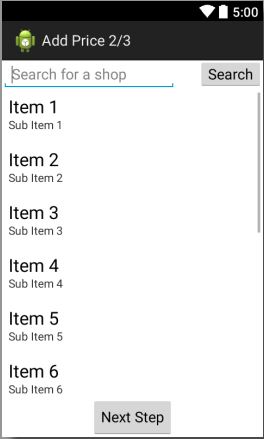 5:00
Add Price 2/3
Search for a shop Search
Item 1
Sub Item 1
Item 2
Sub Item 2
Item 3
Sub Item 3
Item 4
Sub Item 4
Item 5
Sub Item 5
Item 6
Sub Item 6
Next Step